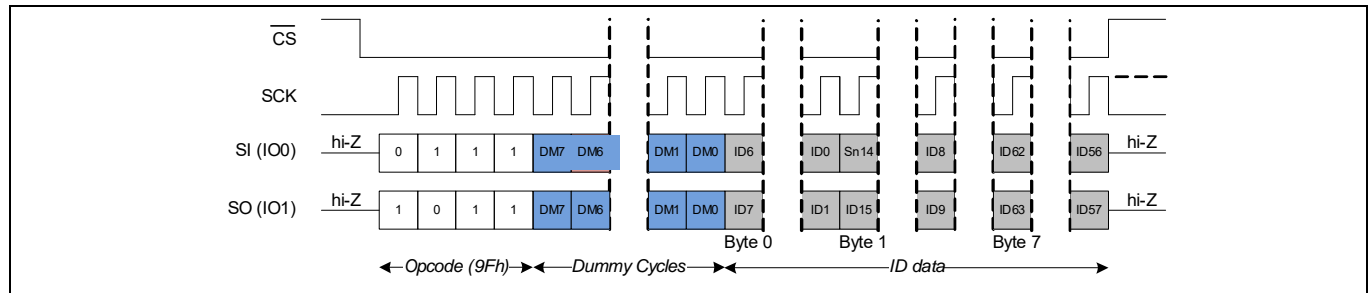 CS
SCK
SI (IO0) hi-Z 0 1 1 1 DM7 DM6 DM1 DM0 ID6 ID0 Sn14 ID8 ID62 ID56 hi-Z
SO (IO1) hi-Z 1 0 1 1 DM7 DM6 DM1 DM0 ID7 ID1 ID15 ID9 ID63 ID57 hi-Z
Byte 0 Byte 1 Byte 7
Opcode (9Fh) Dummy Cycles ID data